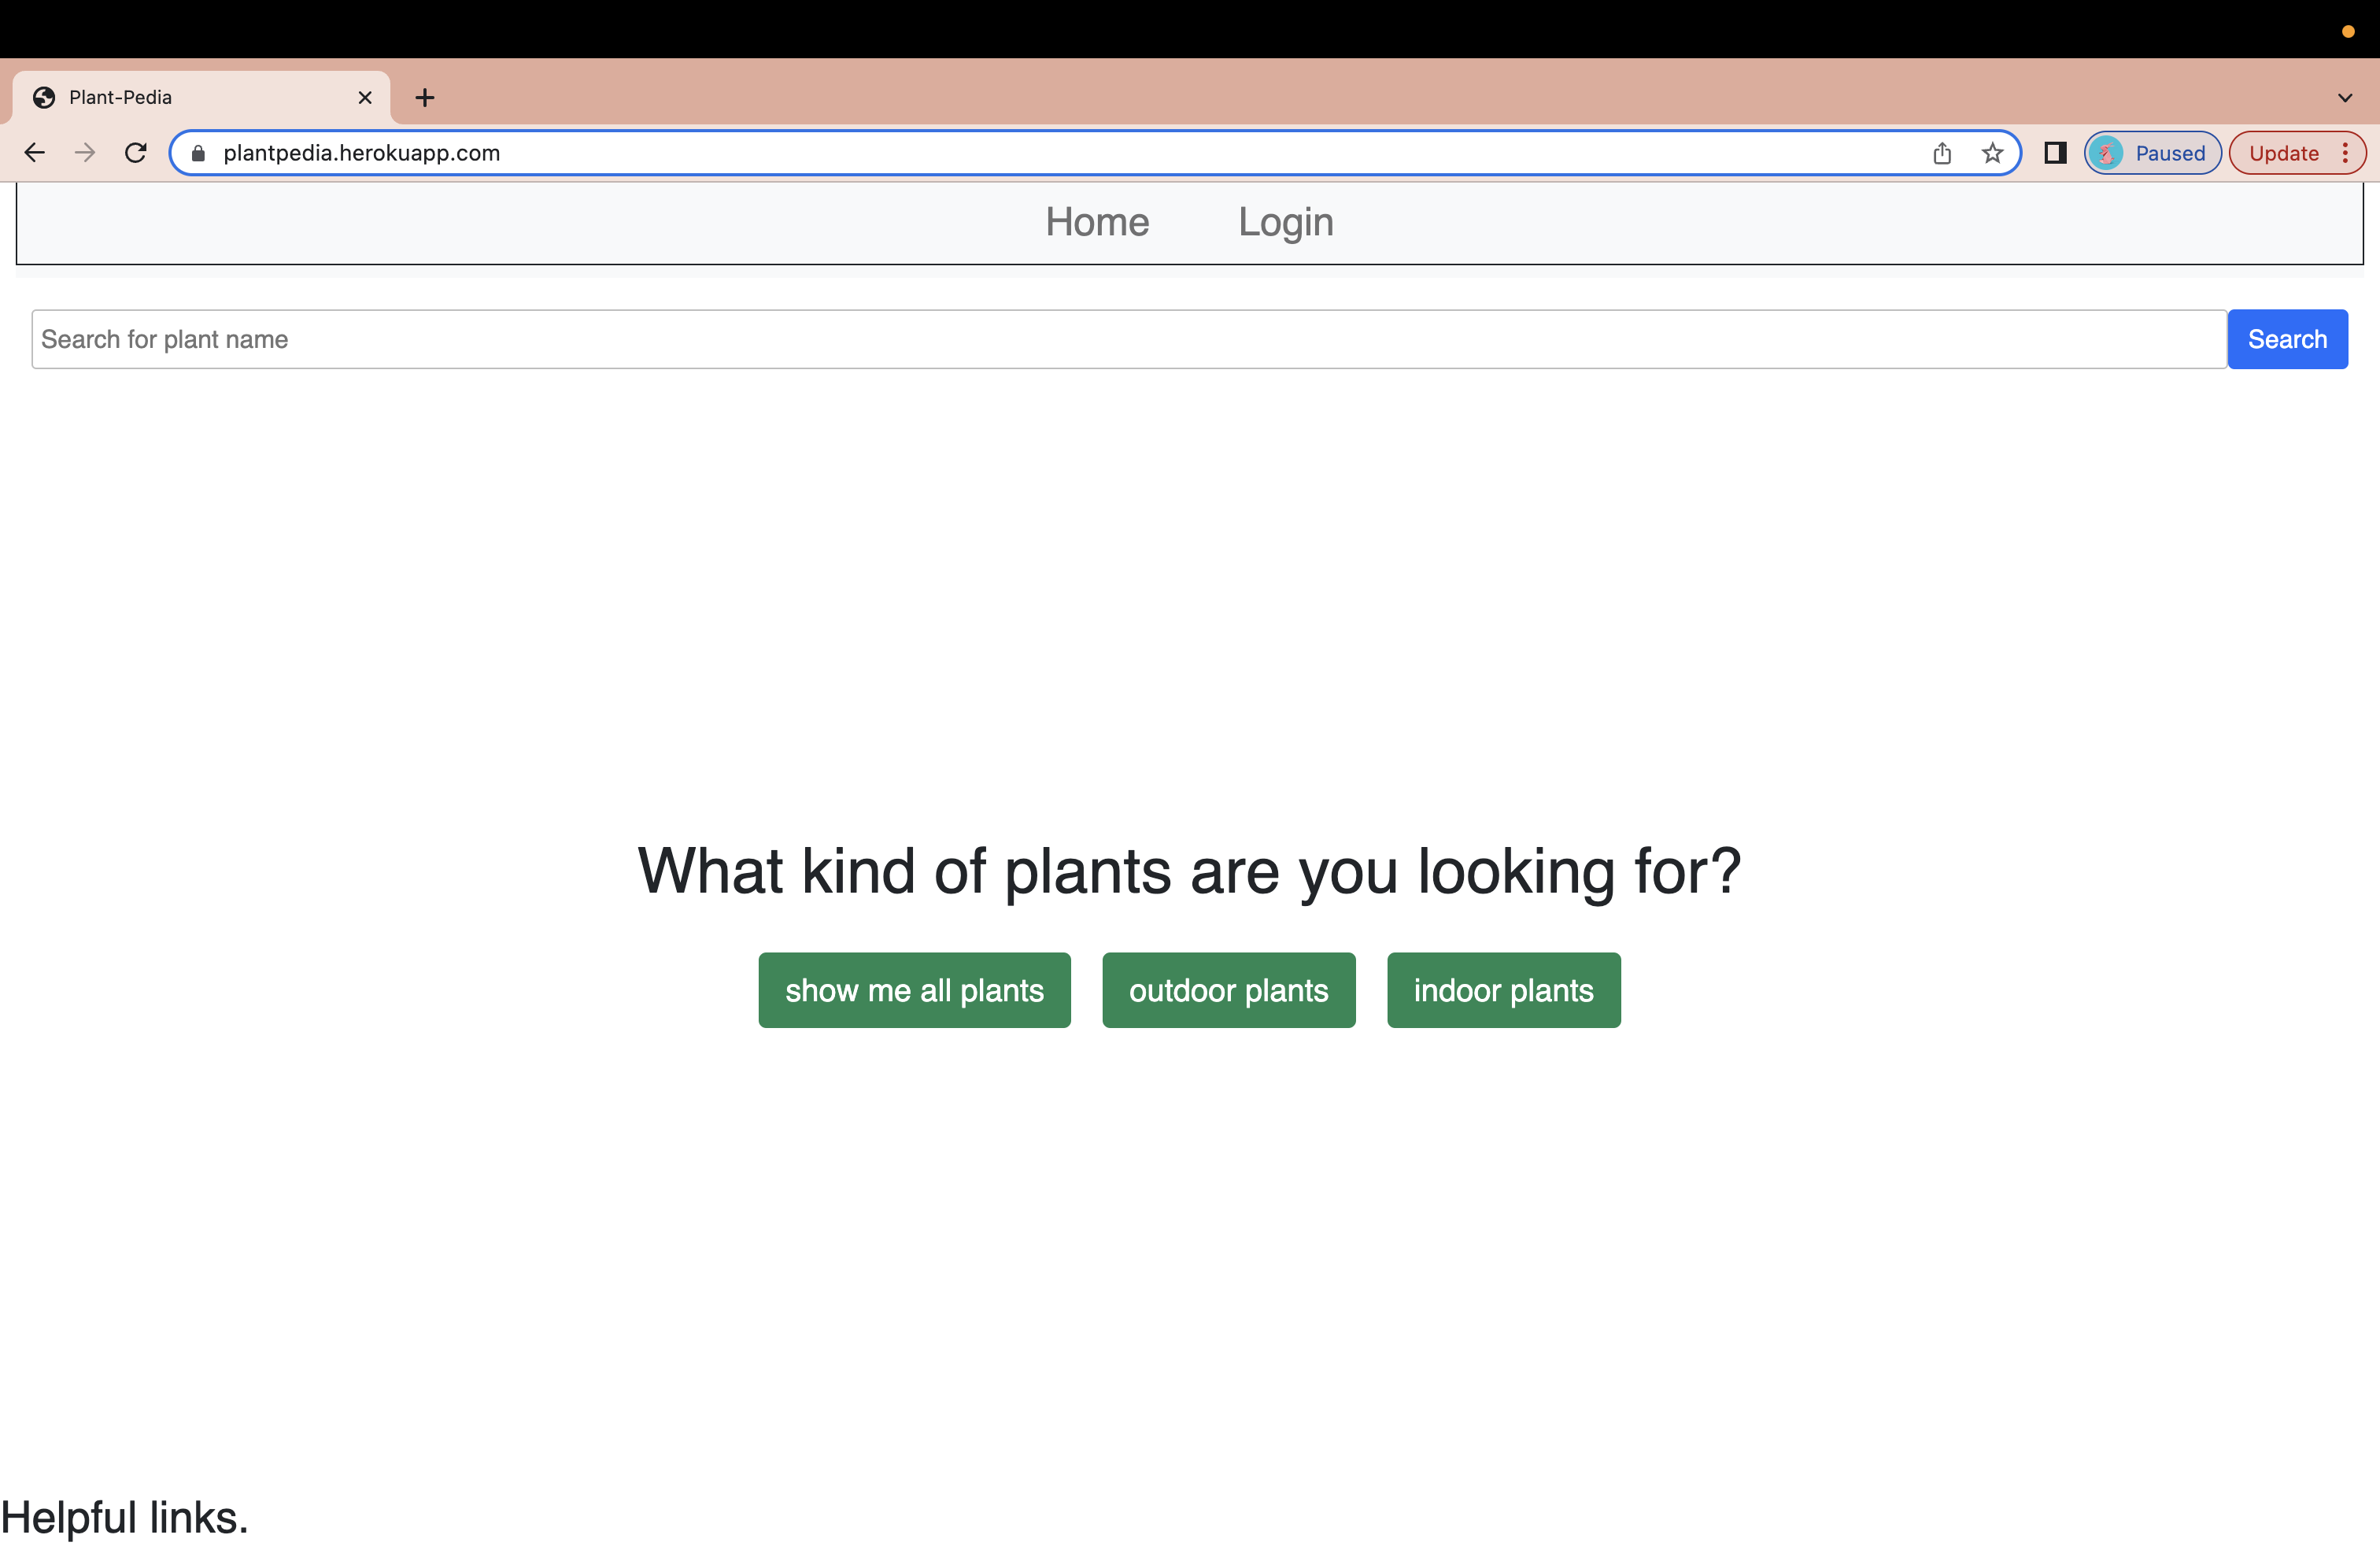 Plant-Pedia
plantpedia.herokuapp.com
Paused
Update
Home
Login
Search for plant name
Search
What kind of plants are you looking for?
show me all plants
outdoor plants
indoor plants
Helpful links.